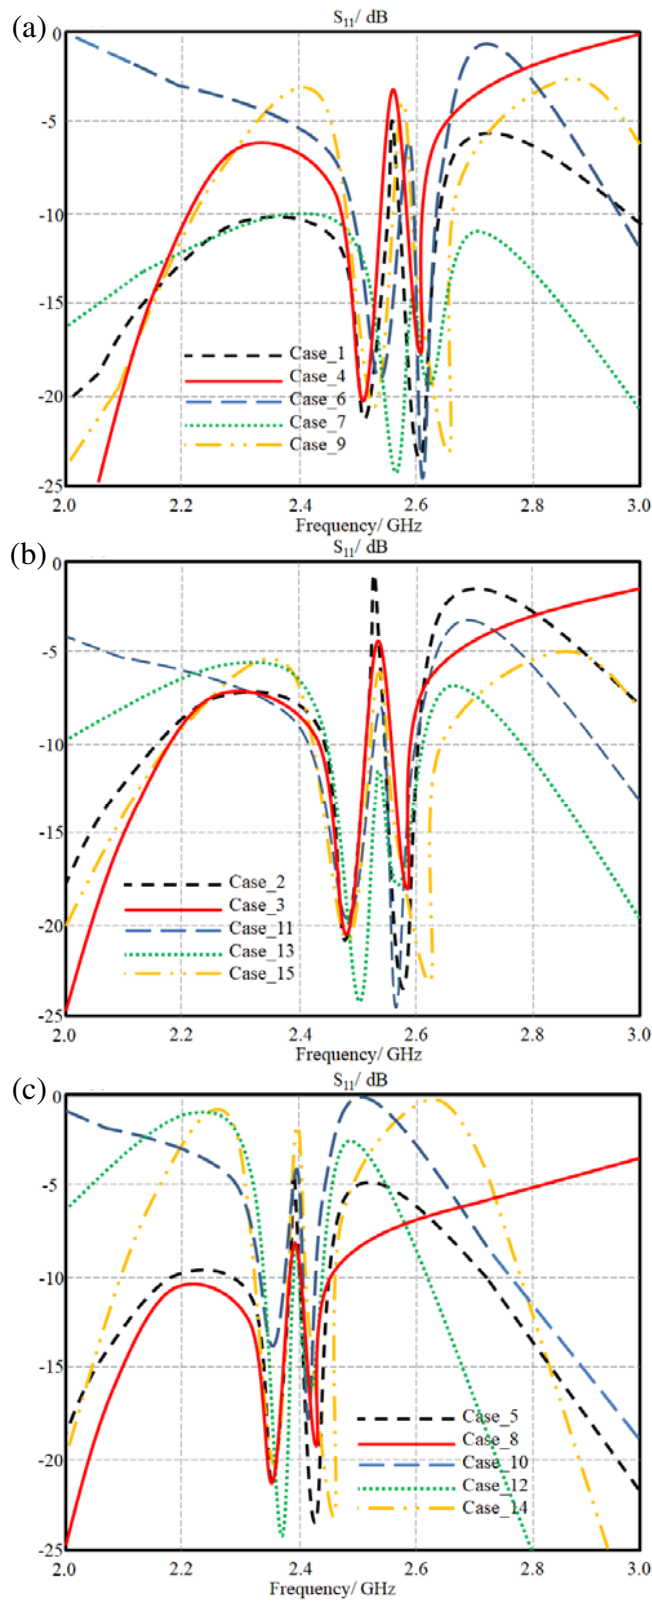 (a)
S11/ dB
0
-5
-10
-15
-20
-25
Case_1
Case_4
Case_6
Case_7
Case_9
2.0 2.2 2.4 2.6 2.8 3.0
Frequency/ GHz
(b)
S11/ dB
0
-5
-10
-15
-20
-25
Case_2
Case_3
Case_11
Case_13
Case_15
2.0 2.2 2.4 2.6 2.8 3.0
Frequency/ GHz
(c)
S11/ dB
0
-5
-10
-15
-20
-25
Case_5
Case_8
Case_10
Case_12
Case_14
2.0 2.2 2.4 2.6 2.8 3.0
Frequency/ GHz